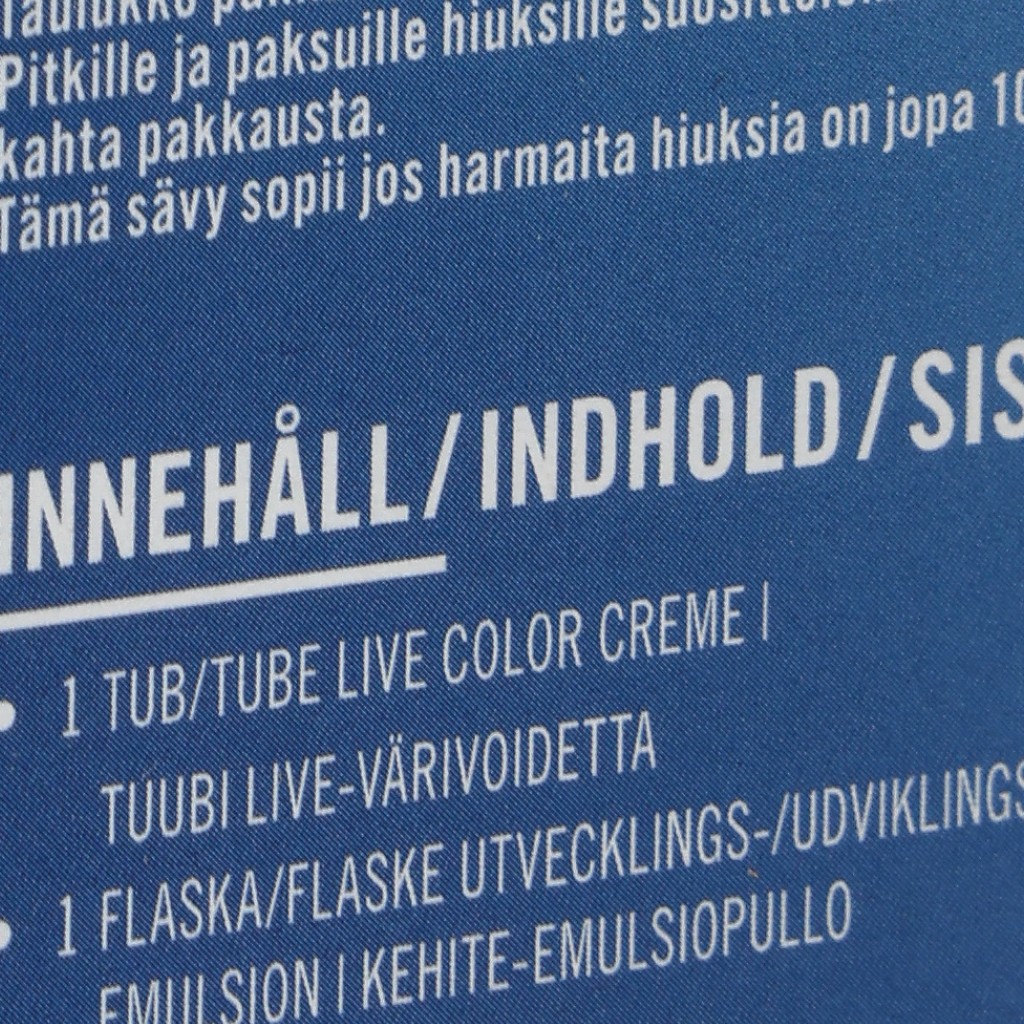 Pitkille ja paksuille hiuksille
kahta pakkausta.
Tämä sävy sopii jos harmaita hiuksia on jopa 10
INNEHÅLL/INDHOLD/SIS
• 1 TUB/TUBE LIVE COLOR CREME |
TUUBI LIVE-VÄRIVOIDETTA
• 1 FLASKA/FLASKE UTVECKLINGS-/UDVIKLINGS
EMULSION | KEHITE-EMULSIOPULLO